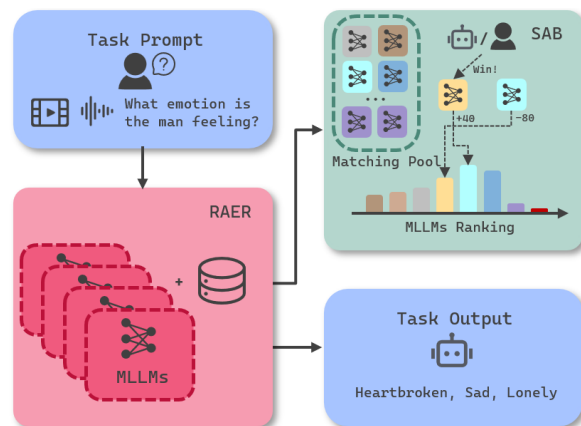 Task Prompt
?
What emotion is
the man feeling?
RAER
+
MLLMs
/
SAB
Win!
+40
-80
....
Matching Pool
MLLMs Ranking
Task Output
Heartbroken, Sad, Lonely